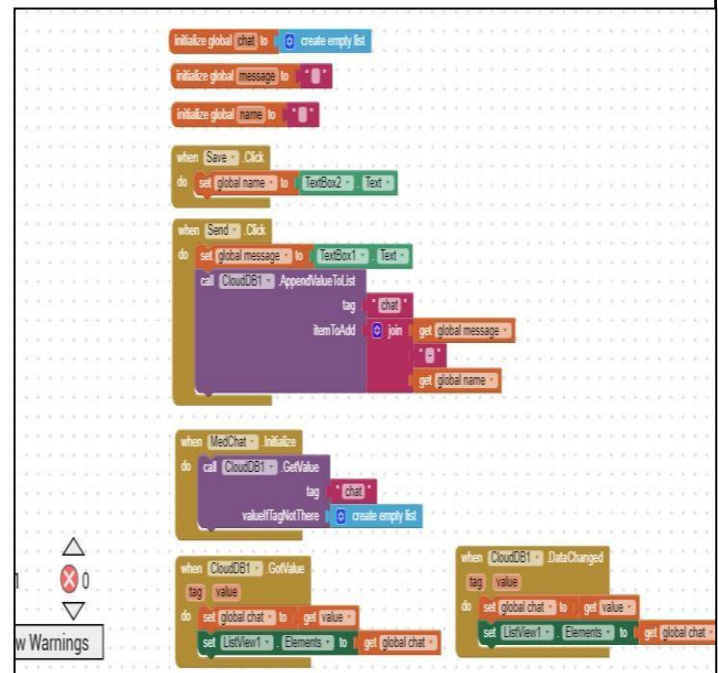 initialize global chat to create empty list
initialize global message to " "
initialize global name to " "
when Save .Click
do set global name to TextBox2 . Text
when Send .Click
do set global message to TextBox1 . Text
call CloudDB1 .AppendValueToList
tag " chat "
itemToAdd join get global message
" - "
get global name
when MedChat .Initialize
do call CloudDB1 .GetValue
tag " chat "
valueIfTagNotThere create empty list
when CloudDB1 .GotValue
tag value
do set global chat to get value
set ListView1 . Elements to get global chat
when CloudDB1 .DataChanged
tag value
do set global chat to get value
set ListView1 . Elements to get global chat
0
w Warnings